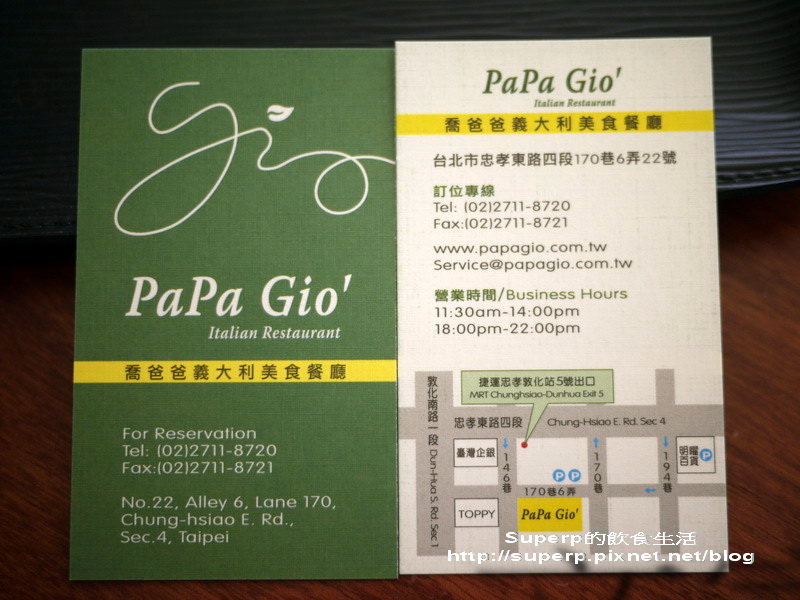 gio
PaPa Gio'
Italian Restaurant
喬爸爸義大利美食餐廳
For Reservation
Tel: (02)2711-8720
Fax:(02)2711-8721
No.22, Alley 6, Lane 170,
Chung-hsiao E. Rd.,
Sec.4, Taipei
PaPa Gio'
Italian Restaurant
喬爸爸義大利美食餐廳
台北市忠孝東路四段170巷6弄22號
訂位專線
Tel: (02)2711-8720
Fax:(02)2711-8721
www.papagio.com.tw
Service@papagio.com.tw
營業時間/Business Hours
11:30am-14:00pm
18:00pm-22:00pm
捷運忠孝敦化站5號出口
MRT Chunghsiao-Dunhua Exit 5
敦化南路一段 Dun-Hua S. Rd. Sec 1
忠孝東路四段 Chung-Hsiao E. Rd. Sec 4
臺灣企銀
146巷
170巷
194巷
明曜
百貨
P
P P
170巷6弄
TOPPY
PaPa Gio'
Superp的飲食生活
http://superp.pixnet.net/blog